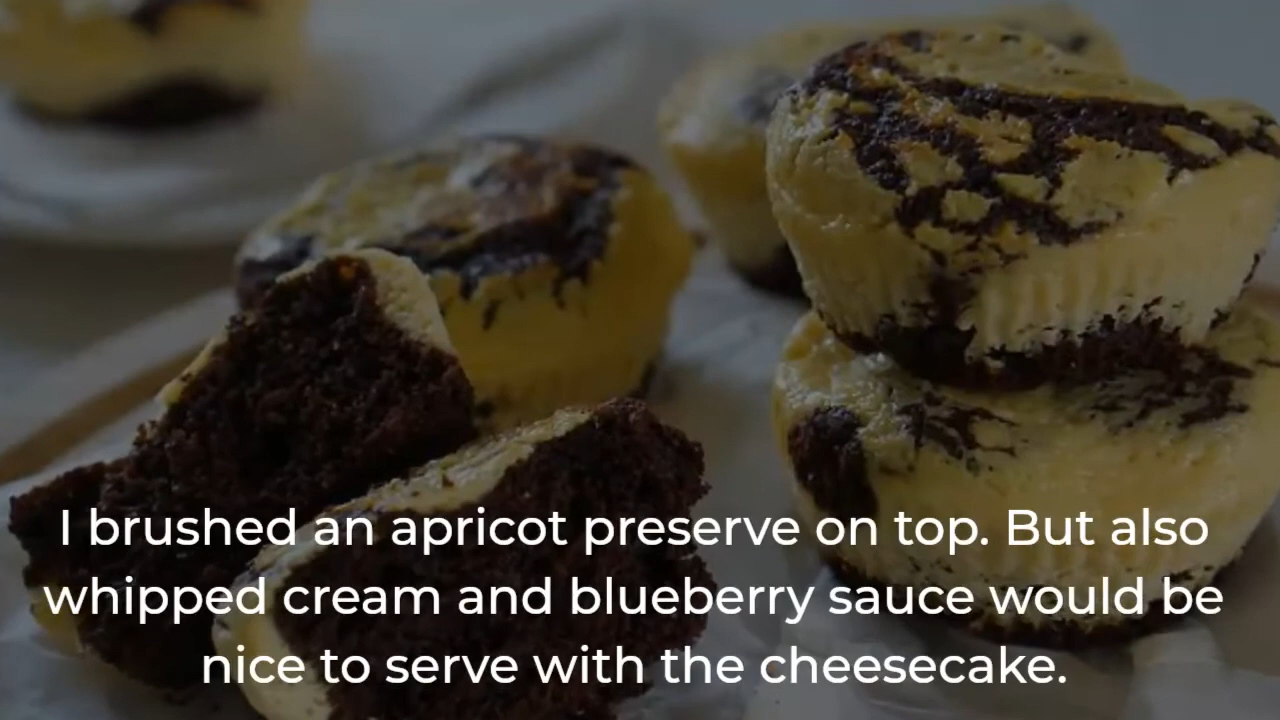 I brushed an apricot preserve on top. But also
whipped cream and blueberry sauce would be
nice to serve with the cheesecake.